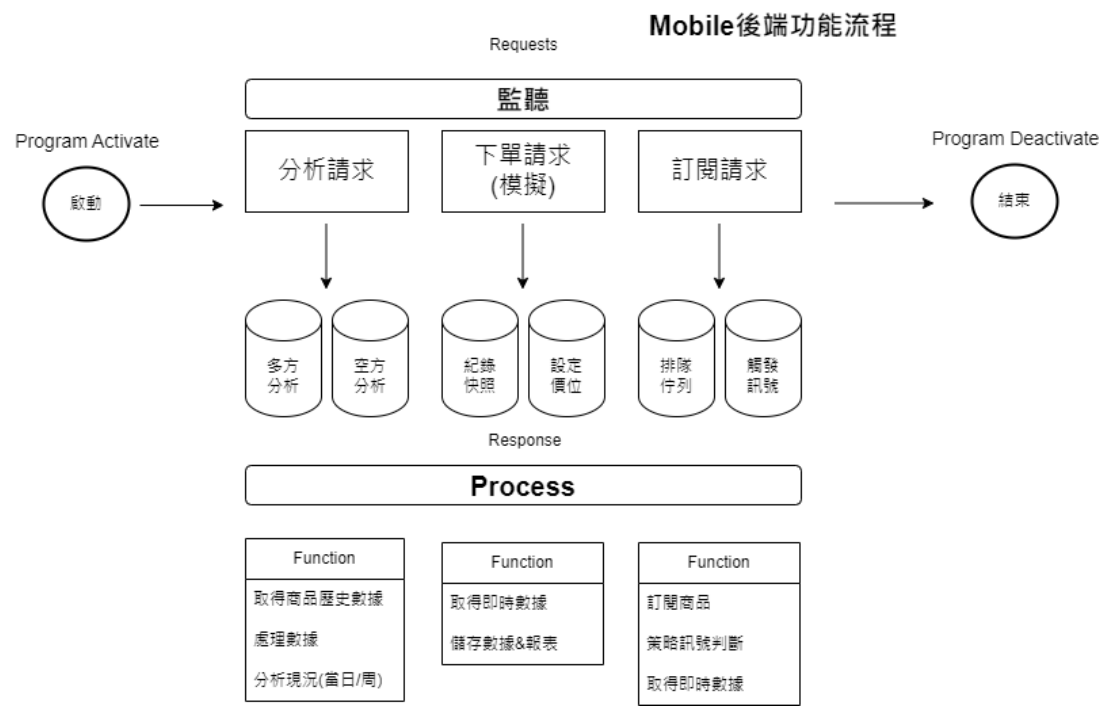 Mobile後端功能流程
Requests
監聽
Program Activate
啟動
分析請求
下單請求
(模擬)
訂閱請求
Program Deactivate
結束
多方
分析
空方
分析
紀錄
快照
設定
價位
排隊
佇列
觸發
訊號
Response
Process
Function
取得商品歷史數據
處理數據
分析現況(當日/周)
Function
取得即時數據
儲存數據&報表
Function
訂閱商品
策略訊號判斷
取得即時數據